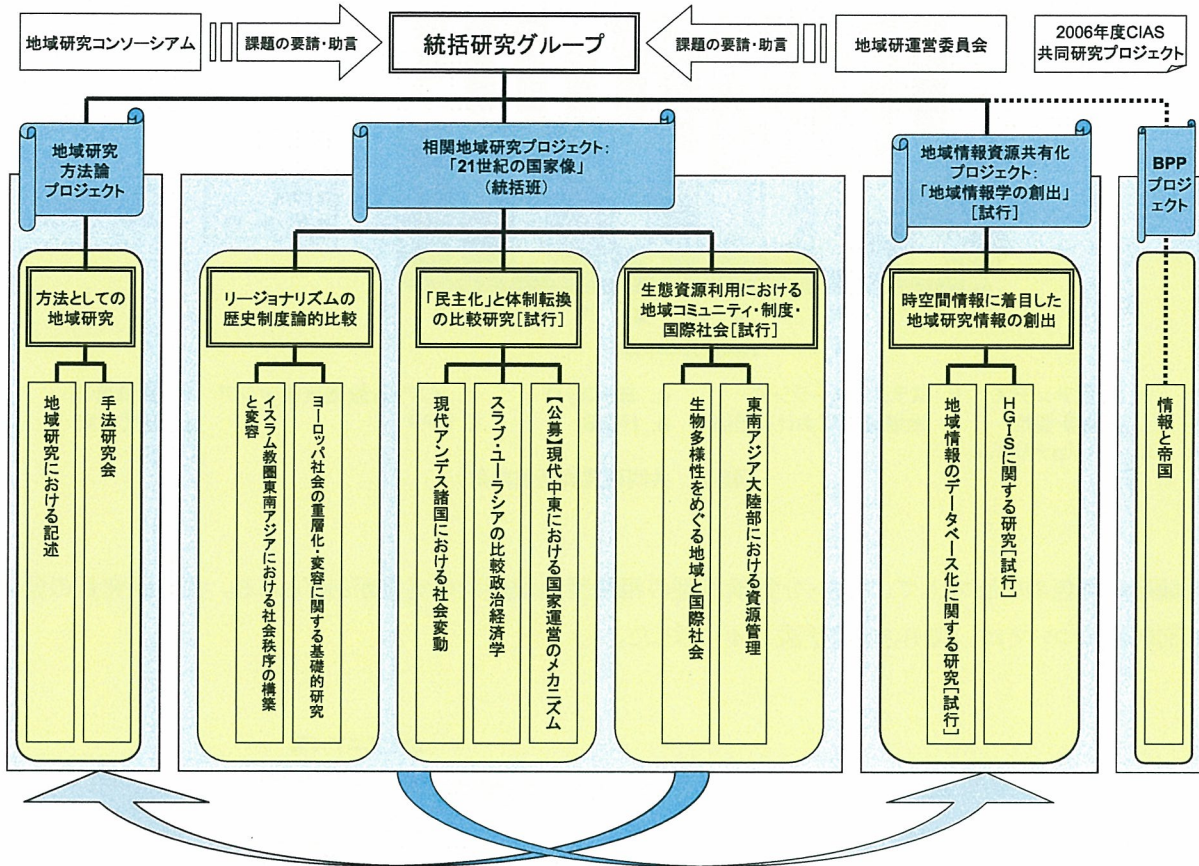 地域研究コンソーシアム
課題の要請・助言
統括研究グループ
課題の要請・助言
地域研運営委員会
2006年度CIAS
共同研究プロジェクト
地域研究
方法論
プロジェクト
相関地域研究プロジェクト：
「21世紀の国家像」
（統括班）
地域情報資源共有化
プロジェクト：
「地域情報学の創出」
［試行］
BPP
プロジ
ェクト
方法としての
地域研究
リージョナリズムの
歴史制度論的比較
「民主化」と体制転換
の比較研究［試行］
生態資源利用における
地域コミュニティ・制度・
国際社会［試行］
時空間情報に着目した
地域研究情報の創出
手法研究会
地域研究における記述
ヨーロッパ社会の重層化・変容に関する基礎的研究
イスラム教圏東南アジアにおける社会秩序の構築
と変容
【公募】現代中東における国家運営のメカニズム
スラブ・ユーラシアの比較政治経済学
現代アンデス諸国における社会変動
東南アジア大陸部における資源管理
生物多様性をめぐる地域と国際社会
HGISに関する研究［試行］
地域情報のデータベース化に関する研究［試行］
情報と帝国